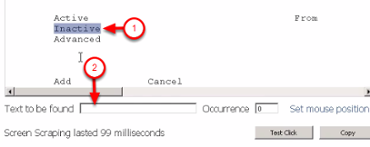 Active From
Inactive 1
Advanced
2
Add Cancel
Text to be found Occurrence 0 Set mouse position
Screen Scraping lasted 99 milliseconds Test Click Copy